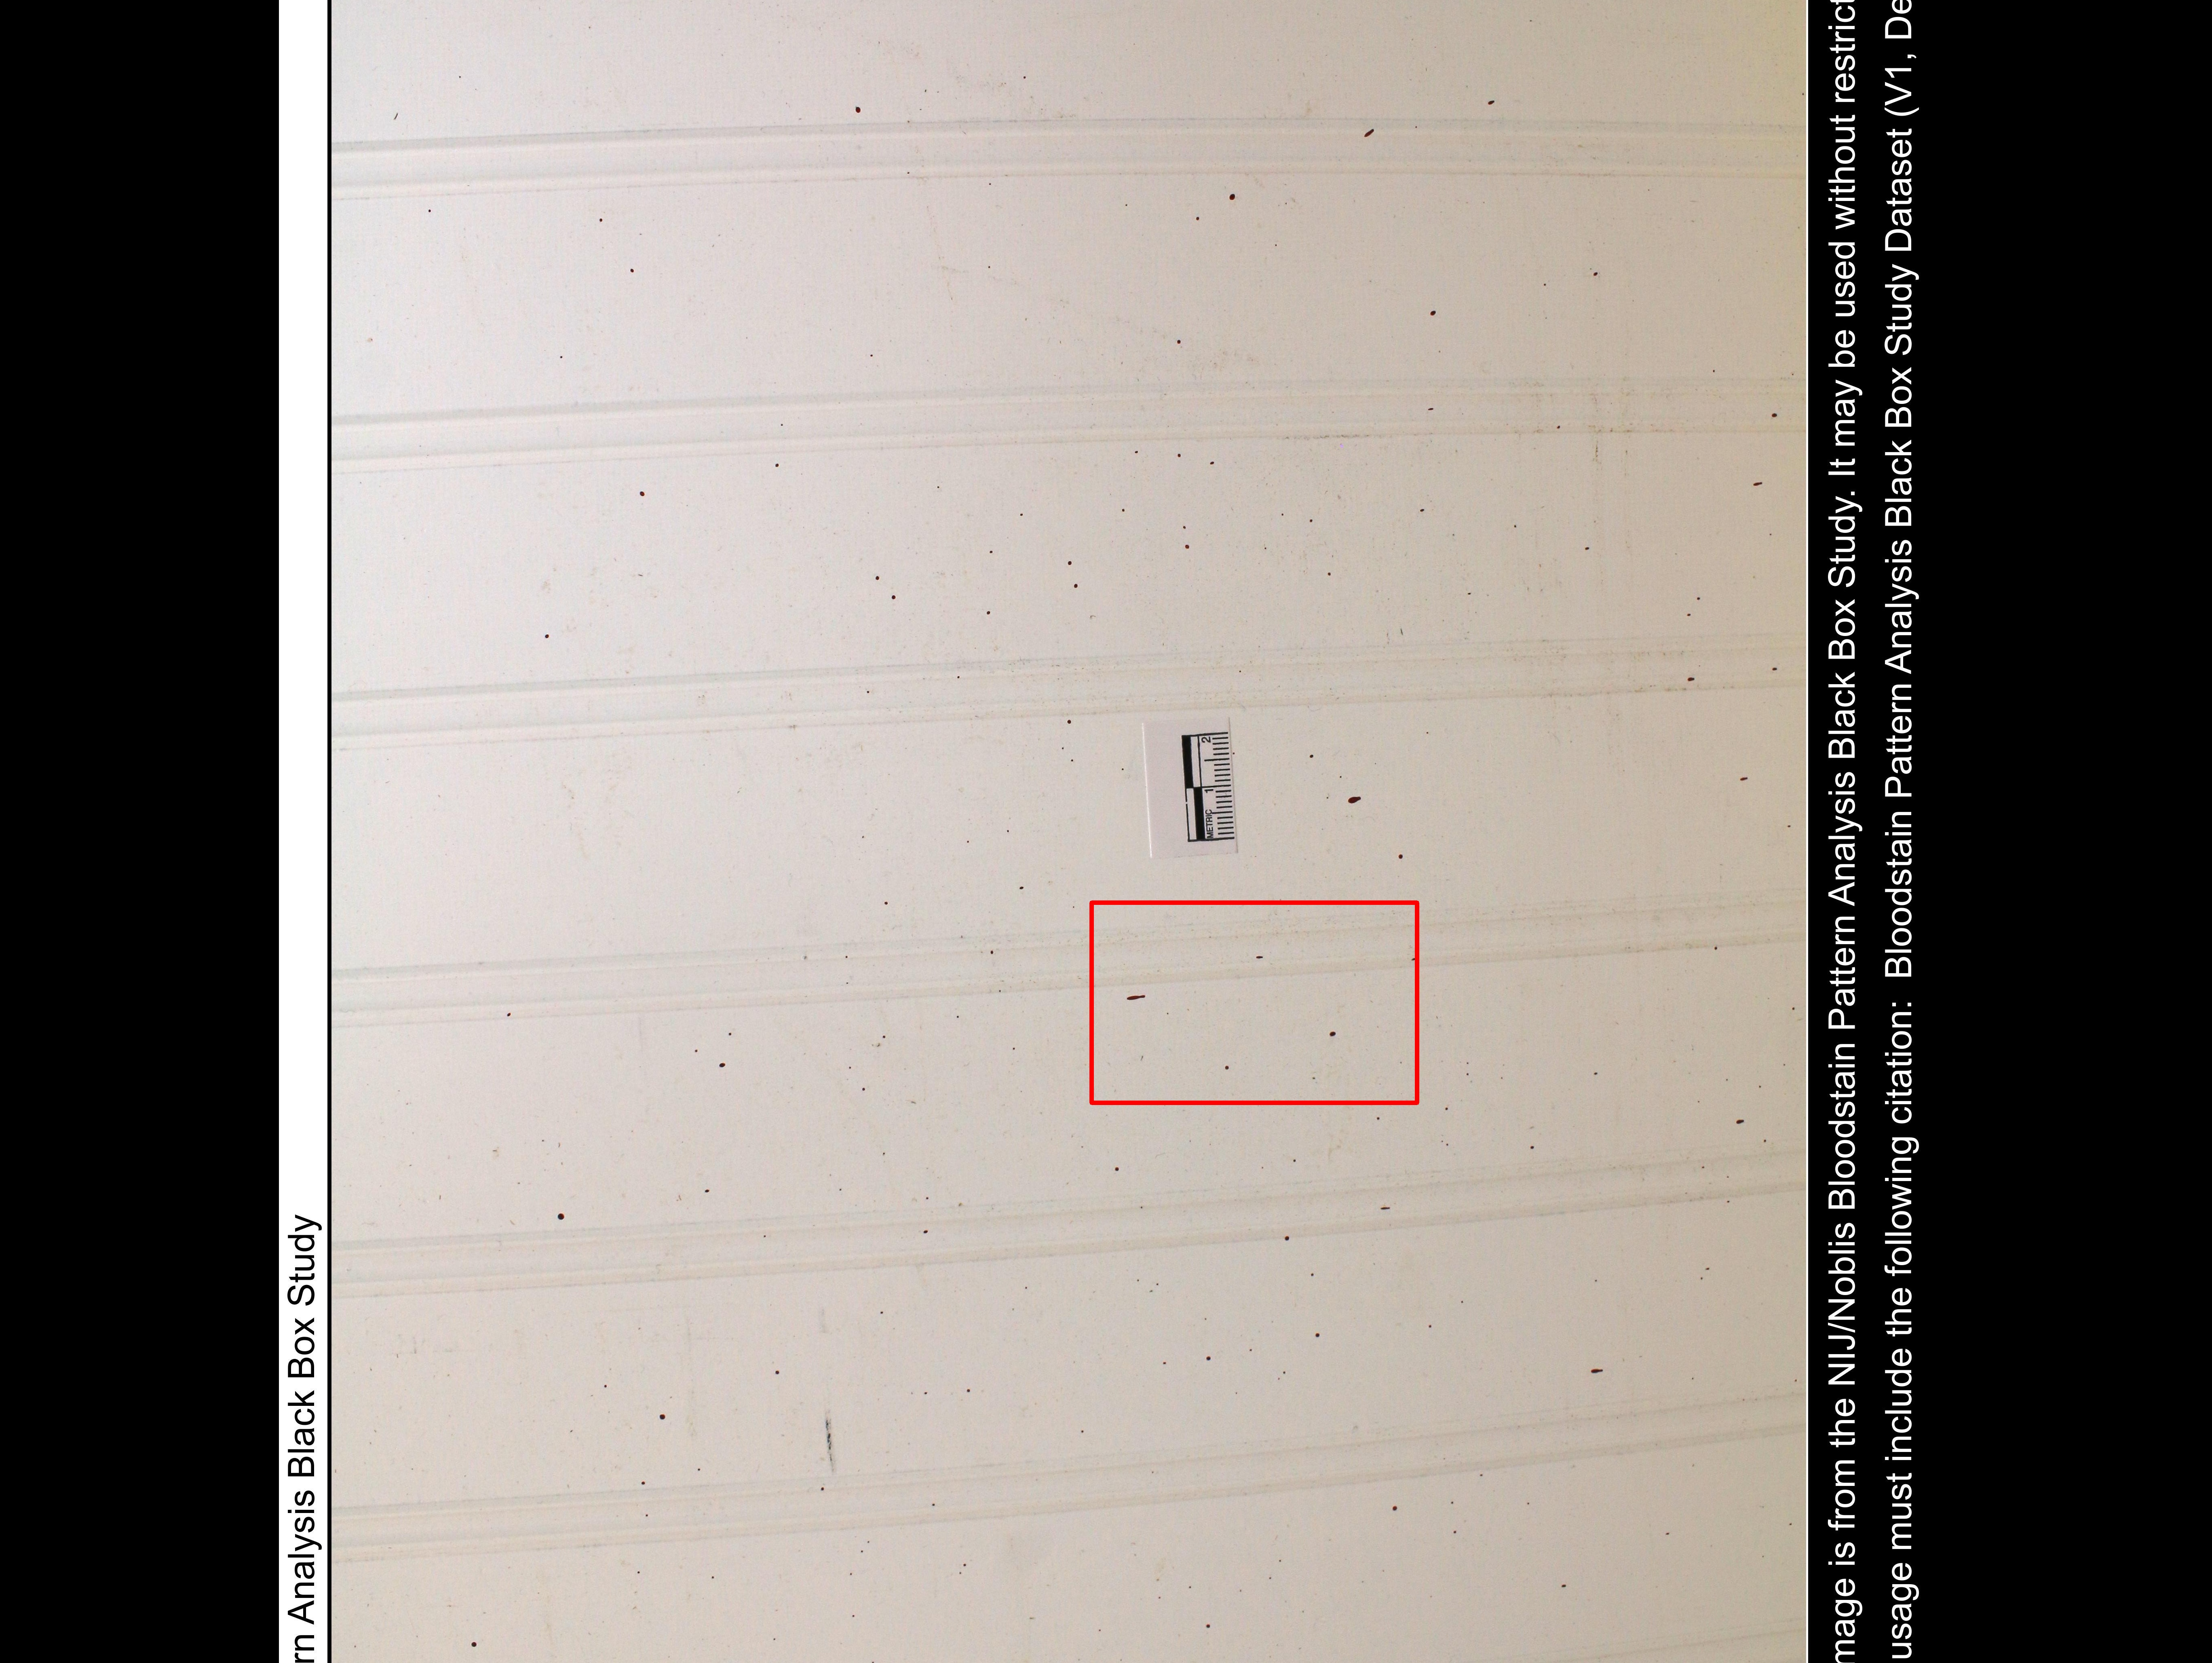 rn Analysis Black Box Study
METRIC 1 2
mage is from the NIJ/Noblis Bloodstain Pattern Analysis Black Box Study. It may be used without restrict
usage must include the following citation: Bloodstain Pattern Analysis Black Box Study Dataset (V1, De